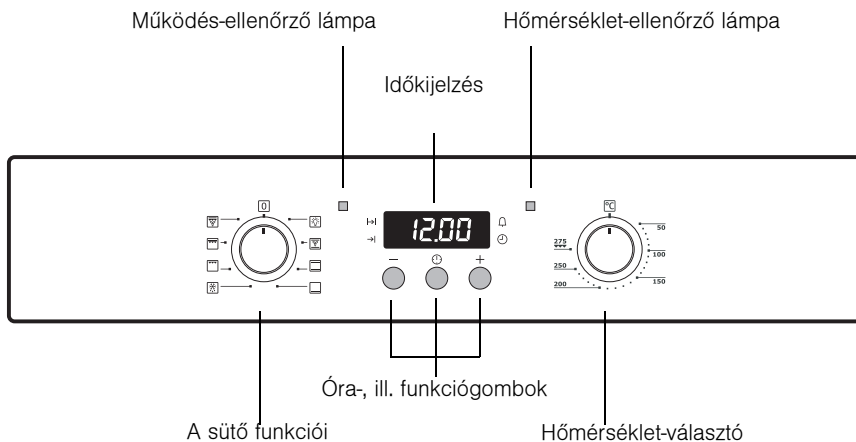 Működés-ellenőrző lámpa
Hőmérséklet-ellenőrző lámpa
Időkijelzés
0
°C
12.00
50
100
150
200
250
275
− +
Óra-, ill. funkciógombok
A sütő funkciói
Hőmérséklet-választó